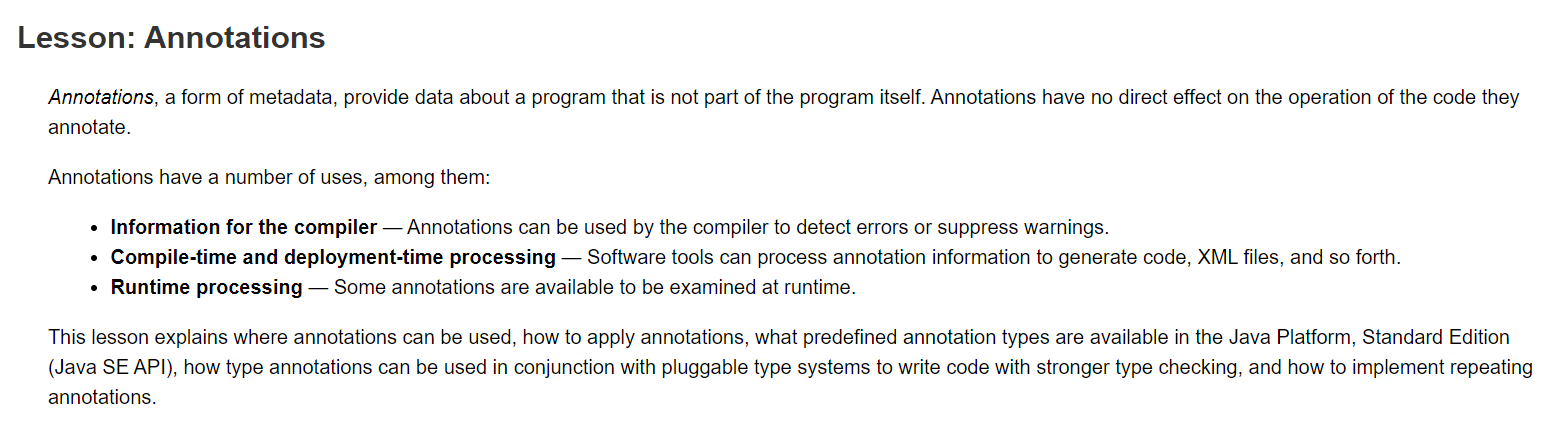 Lesson: Annotations
Annotations, a form of metadata, provide data about a program that is not part of the program itself. Annotations have no direct effect on the operation of the code they
annotate.
Annotations have a number of uses, among them:
• Information for the compiler — Annotations can be used by the compiler to detect errors or suppress warnings.
• Compile-time and deployment-time processing — Software tools can process annotation information to generate code, XML files, and so forth.
• Runtime processing — Some annotations are available to be examined at runtime.
This lesson explains where annotations can be used, how to apply annotations, what predefined annotation types are available in the Java Platform, Standard Edition
(Java SE API), how type annotations can be used in conjunction with pluggable type systems to write code with stronger type checking, and how to implement repeating
annotations.